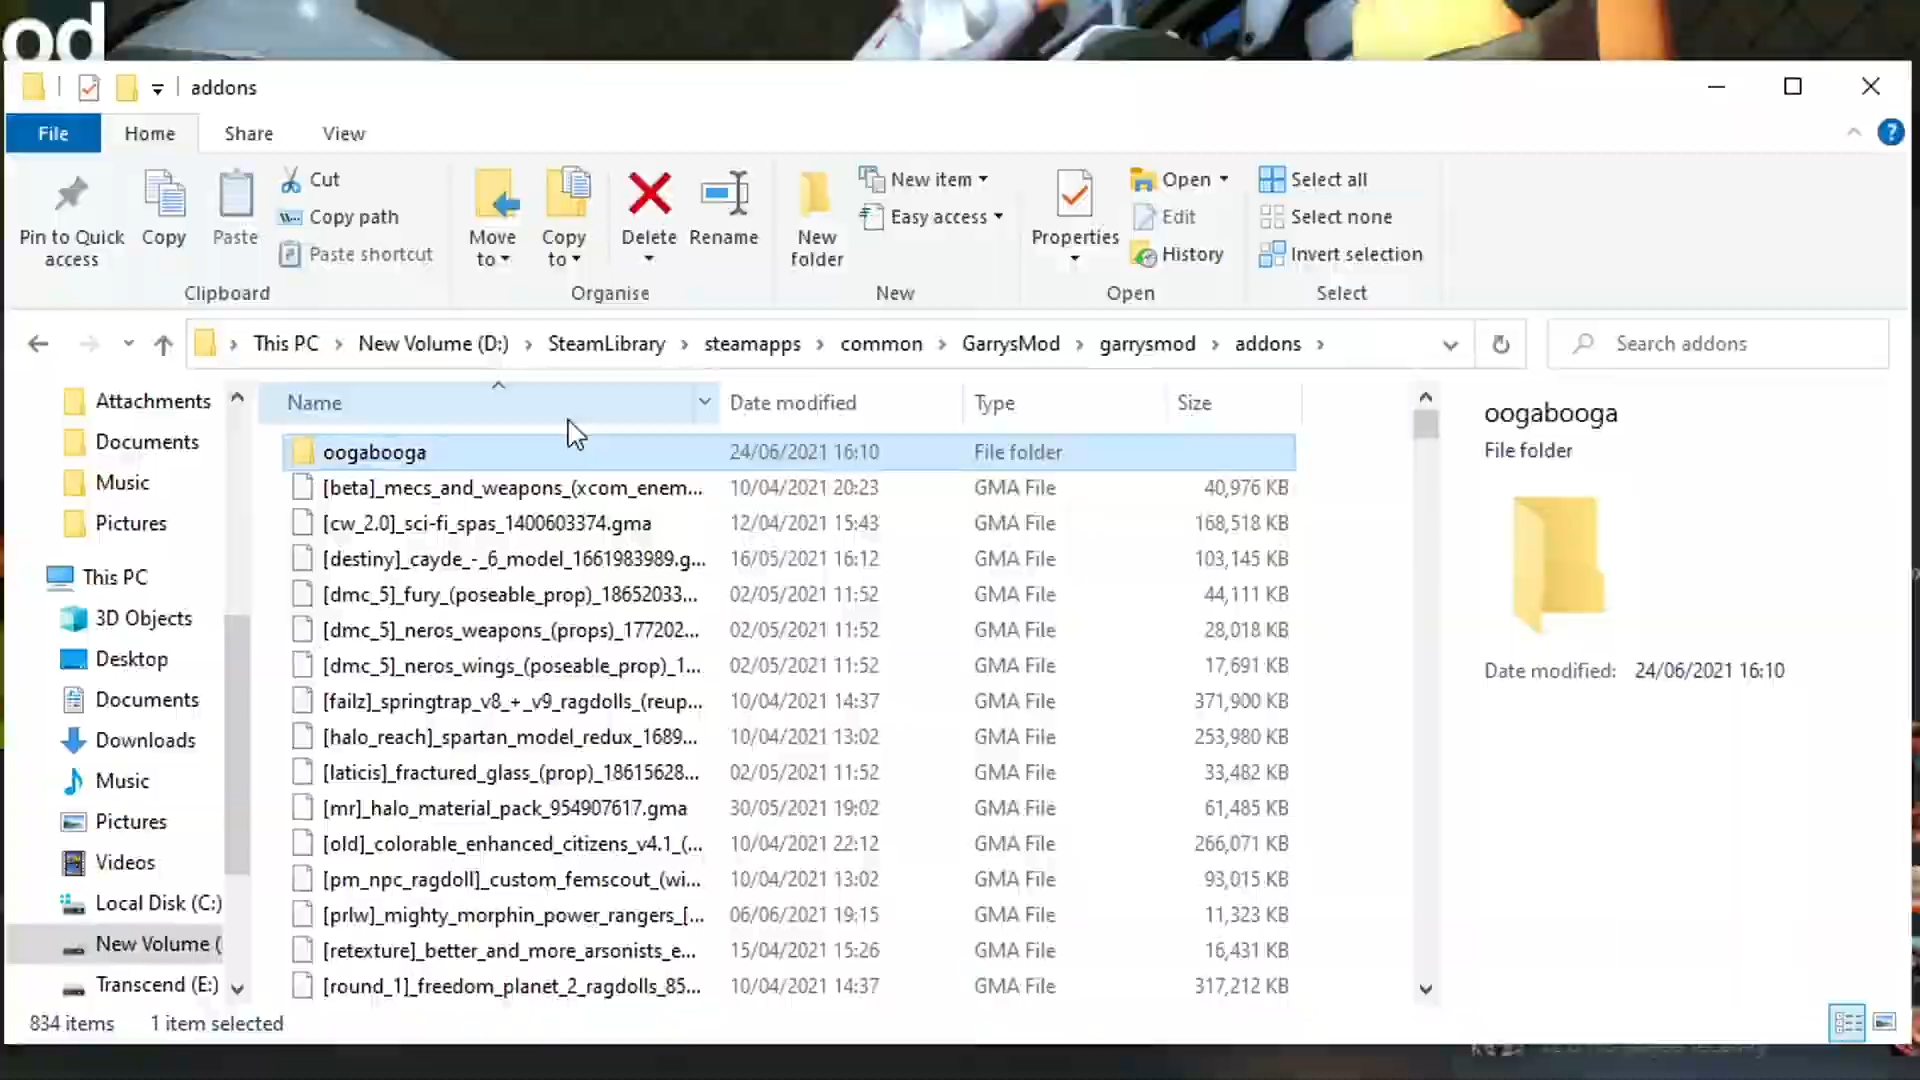 od
addons
File Home Share View
Pin to Quick access
Copy
Paste
Cut
Copy path
Paste shortcut
Clipboard
Move to
Copy to
Delete
Rename
Organise
New folder
New item
Easy access
New
Properties
Open
Edit
History
Open
Select all
Select none
Invert selection
Select
This PC › New Volume (D:) › SteamLibrary › steamapps › common › GarrysMod › garrysmod › addons ›
Search addons
Attachments
Documents
Music
Pictures
This PC
3D Objects
Desktop
Documents
Downloads
Music
Pictures
Videos
Local Disk (C:)
New Volume (
Transcend (E:)
Name Date modified Type Size
oogabooga 24/06/2021 16:10 File folder
[beta]_mecs_and_weapons_(xcom_enem... 10/04/2021 20:23 GMA File 40,976 KB
[cw_2.0]_sci-fi_spas_1400603374.gma 12/04/2021 15:43 GMA File 168,518 KB
[destiny]_cayde_-_6_model_1661983989.g... 16/05/2021 16:12 GMA File 103,145 KB
[dmc_5]_fury_(poseable_prop)_18652033... 02/05/2021 11:52 GMA File 44,111 KB
[dmc_5]_neros_weapons_(props)_177202... 02/05/2021 11:52 GMA File 28,018 KB
[dmc_5]_neros_wings_(poseable_prop)_1... 02/05/2021 11:52 GMA File 17,691 KB
[failz]_springtrap_v8_+_v9_ragdolls_(reup... 10/04/2021 14:37 GMA File 371,900 KB
[halo_reach]_spartan_model_redux_1689... 10/04/2021 13:02 GMA File 253,980 KB
[laticis]_fractured_glass_(prop)_18615628... 02/05/2021 11:52 GMA File 33,482 KB
[mr]_halo_material_pack_954907617.gma 30/05/2021 19:02 GMA File 61,485 KB
[old]_colorable_enhanced_citizens_v4.1_(... 10/04/2021 22:12 GMA File 266,071 KB
[pm_npc_ragdoll]_custom_femscout_(wi... 10/04/2021 13:02 GMA File 93,015 KB
[prlw]_mighty_morphin_power_rangers_[... 06/06/2021 19:15 GMA File 11,323 KB
[retexture]_better_and_more_arsonists_e... 15/04/2021 15:26 GMA File 16,431 KB
[round_1]_freedom_planet_2_ragdolls_85... 10/04/2021 14:37 GMA File 317,212 KB
oogabooga
File folder
Date modified: 24/06/2021 16:10
834 items 1 item selected